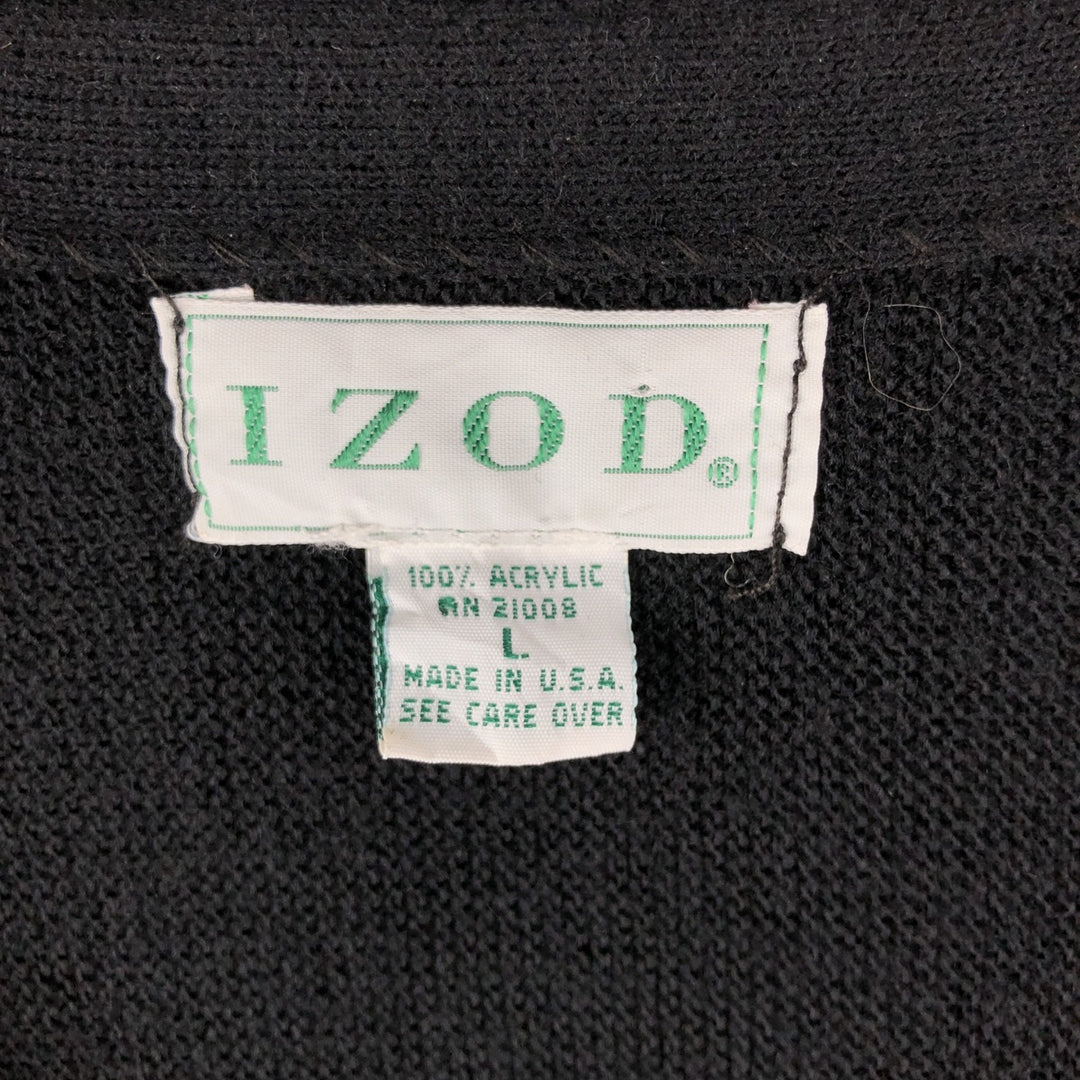 IZOD®
100% ACRYLIC
RN 21008
L
MADE IN U.S.A.
SEE CARE OVER